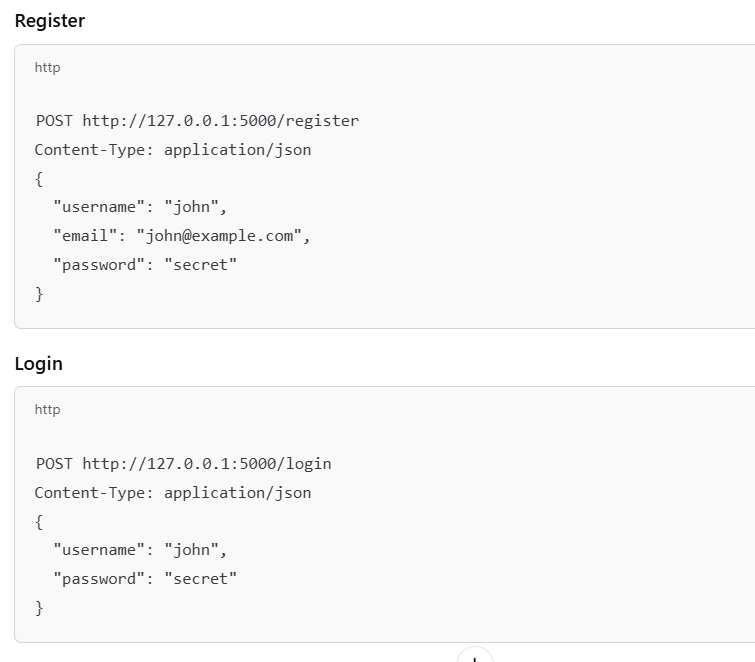 Register
http
POST http://127.0.0.1:5000/register
Content-Type: application/json
{
  "username": "john",
  "email": "john@example.com",
  "password": "secret"
}
Login
http
POST http://127.0.0.1:5000/login
Content-Type: application/json
{
  "username": "john",
  "password": "secret"
}